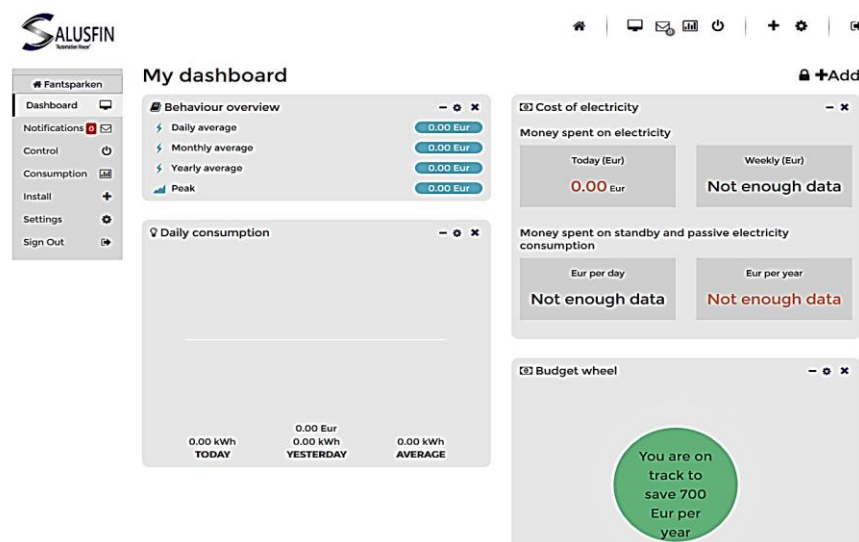 SALUSFIN
"Automation House"
Fantsparken
Dashboard
Notifications 0
Control
Consumption
Install
Settings
Sign Out
My dashboard
+Add
Behaviour overview
Daily average 0.00 Eur
Monthly average 0.00 Eur
Yearly average 0.00 Eur
Peak 0.00 Eur
Daily consumption
0.00 Eur
0.00 kWh 0.00 kWh 0.00 kWh
TODAY YESTERDAY AVERAGE
Cost of electricity
Money spent on electricity
Today (Eur) Weekly (Eur)
0.00 Eur Not enough data
Money spent on standby and passive electricity
consumption
Eur per day Eur per year
Not enough data Not enough data
Budget wheel
You are on
track to
save 700
Eur per
year